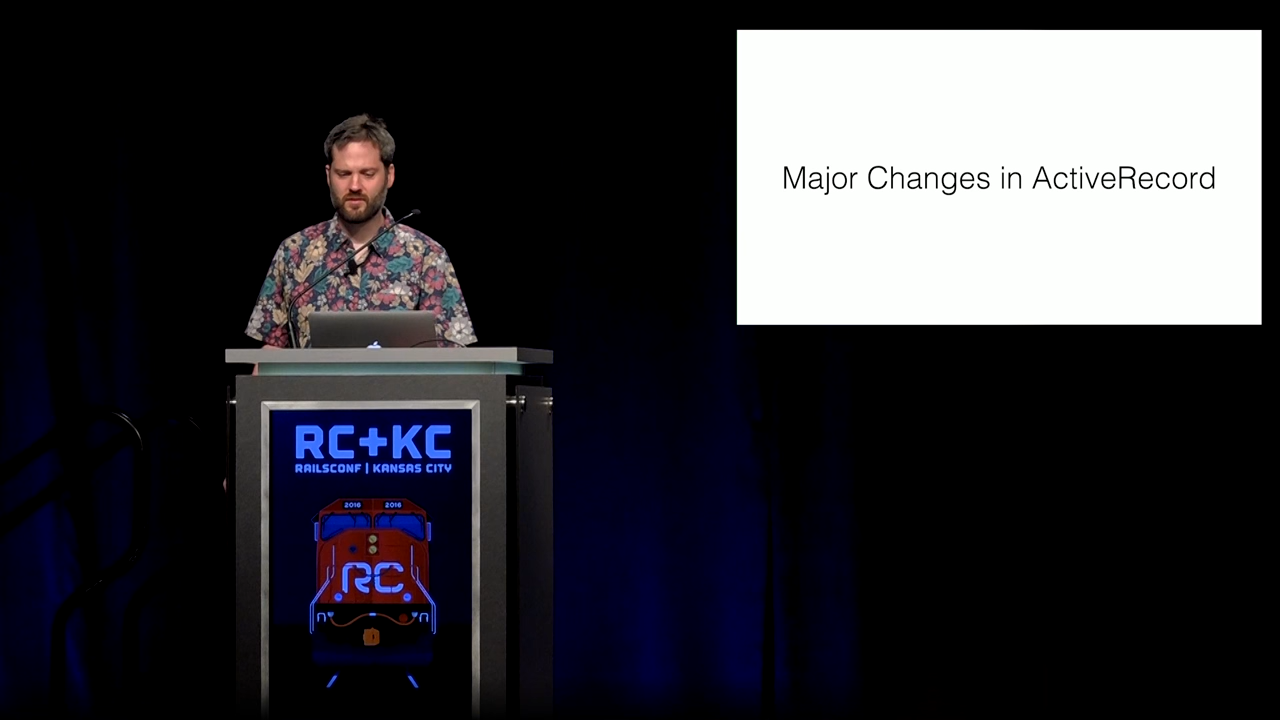 Major Changes in ActiveRecord
RC+KC
RAILSCONF | KANSAS CITY
2016 2016
RC